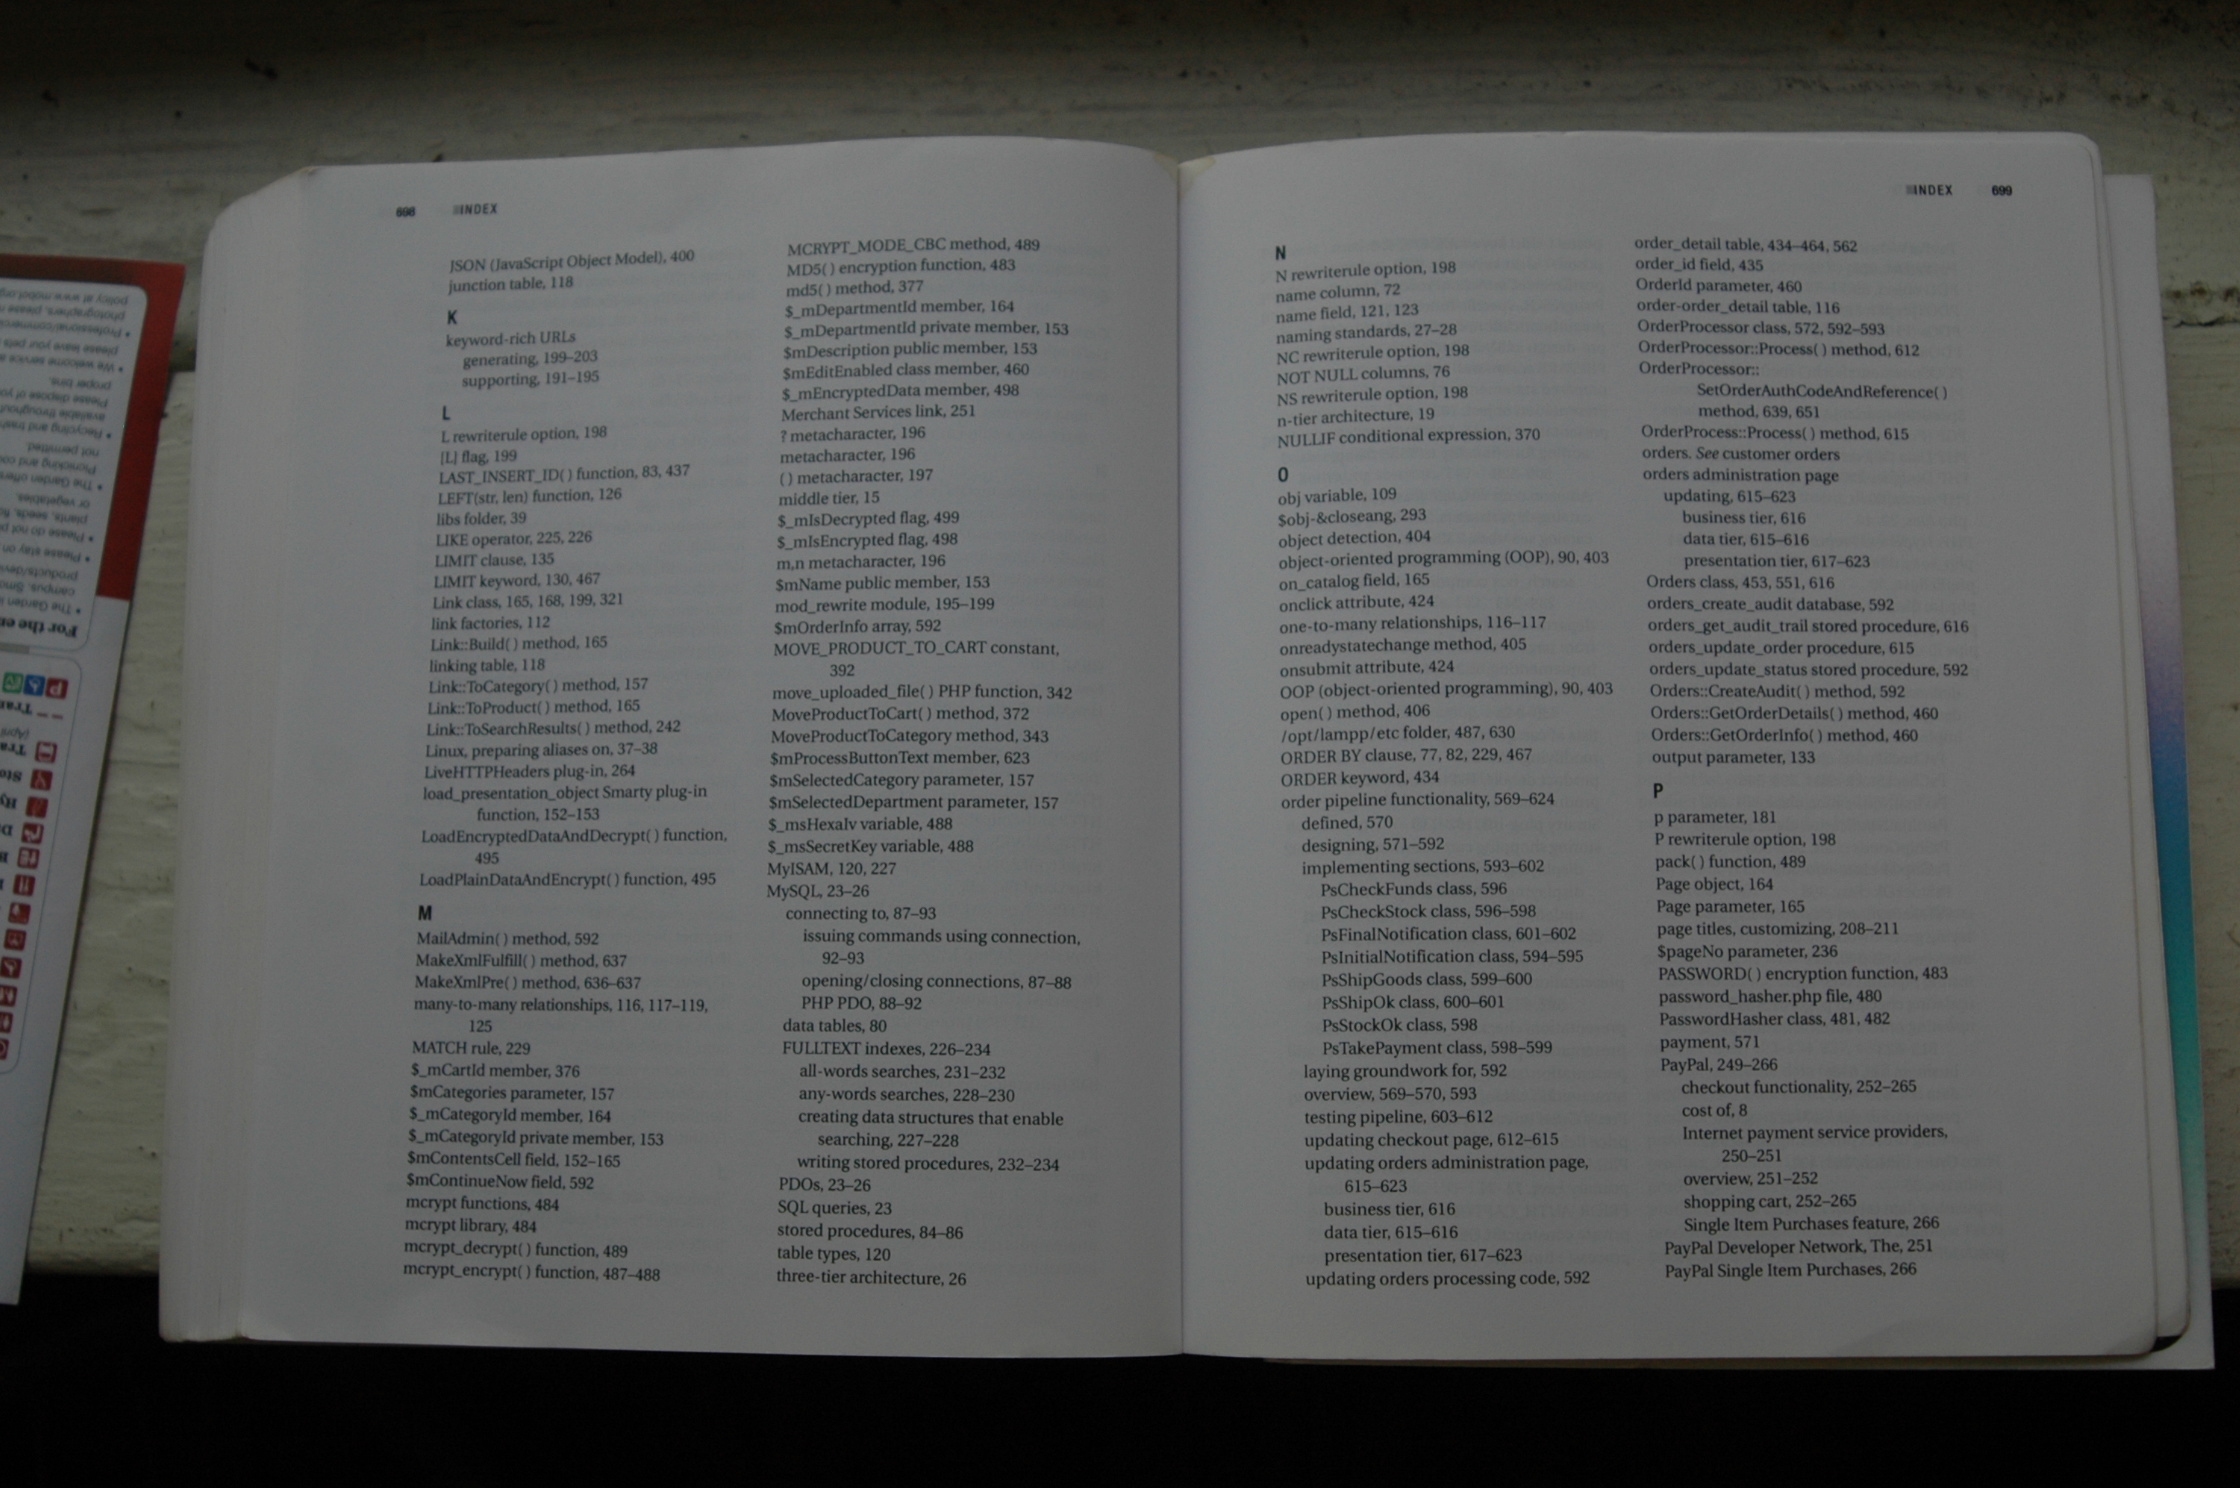 698 INDEX
JSON (JavaScript Object Model), 400
junction table, 118
K
keyword-rich URLs
generating, 199–203
supporting, 191–195
L
L rewriterule option, 198
[L] flag, 199
LAST_INSERT_ID() function, 83, 437
LEFT(str, len) function, 126
libs folder, 39
LIKE operator, 225, 226
LIMIT clause, 135
LIMIT keyword, 130, 467
Link class, 165, 168, 199, 321
link factories, 112
Link::Build() method, 165
linking table, 118
Link::ToCategory() method, 157
Link::ToProduct() method, 165
Link::ToSearchResults() method, 242
Linux, preparing aliases on, 37–38
LiveHTTPHeaders plug-in, 264
load_presentation_object Smarty plug-in
function, 152–153
LoadEncryptedDataAndDecrypt() function,
495
LoadPlainDataAndEncrypt() function, 495
M
MailAdmin() method, 592
MakeXmlFulfill() method, 637
MakeXmlPre() method, 636–637
many-to-many relationships, 116, 117–119,
125
MATCH rule, 229
$_mCartId member, 376
$mCategories parameter, 157
$_mCategoryId member, 164
$_mCategoryId private member, 153
$mContentsCell field, 152–165
$mContinueNow field, 592
mcrypt functions, 484
mcrypt library, 484
mcrypt_decrypt() function, 489
mcrypt_encrypt() function, 487–488
MCRYPT_MODE_CBC method, 489
MD5() encryption function, 483
md5() method, 377
$_mDepartmentId member, 164
$_mDepartmentId private member, 153
$mDescription public member, 153
$mEditEnabled class member, 460
$_mEncryptedData member, 498
Merchant Services link, 251
? metacharacter, 196
metacharacter, 196
() metacharacter, 197
middle tier, 15
$_mIsDecrypted flag, 499
$_mIsEncrypted flag, 498
m,n metacharacter, 196
$mName public member, 153
mod_rewrite module, 195–199
$mOrderInfo array, 592
MOVE_PRODUCT_TO_CART constant,
392
move_uploaded_file() PHP function, 342
MoveProductToCart() method, 372
MoveProductToCategory method, 343
$mProcessButtonText member, 623
$mSelectedCategory parameter, 157
$mSelectedDepartment parameter, 157
$_msHexaIv variable, 488
$_msSecretKey variable, 488
MyISAM, 120, 227
MySQL, 23–26
connecting to, 87–93
issuing commands using connection,
92–93
opening/closing connections, 87–88
PHP PDO, 88–92
data tables, 80
FULLTEXT indexes, 226–234
all-words searches, 231–232
any-words searches, 228–230
creating data structures that enable
searching, 227–228
writing stored procedures, 232–234
PDOs, 23–26
SQL queries, 23
stored procedures, 84–86
table types, 120
three-tier architecture, 26
INDEX 699
N
N rewriterule option, 198
name column, 72
name field, 121, 123
naming standards, 27–28
NC rewriterule option, 198
NOT NULL columns, 76
NS rewriterule option, 198
n-tier architecture, 19
NULLIF conditional expression, 370
O
obj variable, 109
$obj-&closeang, 293
object detection, 404
object-oriented programming (OOP), 90, 403
on_catalog field, 165
onclick attribute, 424
one-to-many relationships, 116–117
onreadystatechange method, 405
onsubmit attribute, 424
OOP (object-oriented programming), 90, 403
open() method, 406
/opt/lampp/etc folder, 487, 630
ORDER BY clause, 77, 82, 229, 467
ORDER keyword, 434
order pipeline functionality, 569–624
defined, 570
designing, 571–592
implementing sections, 593–602
PsCheckFunds class, 596
PsCheckStock class, 596–598
PsFinalNotification class, 601–602
PsInitialNotification class, 594–595
PsShipGoods class, 599–600
PsShipOk class, 600–601
PsStockOk class, 598
PsTakePayment class, 598–599
laying groundwork for, 592
overview, 569–570, 593
testing pipeline, 603–612
updating checkout page, 612–615
updating orders administration page,
615–623
business tier, 616
data tier, 615–616
presentation tier, 617–623
updating orders processing code, 592
order_detail table, 434–464, 562
order_id field, 435
OrderId parameter, 460
order-order_detail table, 116
OrderProcessor class, 572, 592–593
OrderProcessor::Process() method, 612
OrderProcessor::
SetOrderAuthCodeAndReference()
method, 639, 651
OrderProcess::Process() method, 615
orders. See customer orders
orders administration page
updating, 615–623
business tier, 616
data tier, 615–616
presentation tier, 617–623
Orders class, 453, 551, 616
orders_create_audit database, 592
orders_get_audit_trail stored procedure, 616
orders_update_order procedure, 615
orders_update_status stored procedure, 592
Orders::CreateAudit() method, 592
Orders::GetOrderDetails() method, 460
Orders::GetOrderInfo() method, 460
output parameter, 133
P
p parameter, 181
P rewriterule option, 198
pack() function, 489
Page object, 164
Page parameter, 165
page titles, customizing, 208–211
$pageNo parameter, 236
PASSWORD() encryption function, 483
password_hasher.php file, 480
PasswordHasher class, 481, 482
payment, 571
PayPal, 249–266
checkout functionality, 252–265
cost of, 8
Internet payment service providers,
250–251
overview, 251–252
shopping cart, 252–265
Single Item Purchases feature, 266
PayPal Developer Network, The, 251
PayPal Single Item Purchases, 266